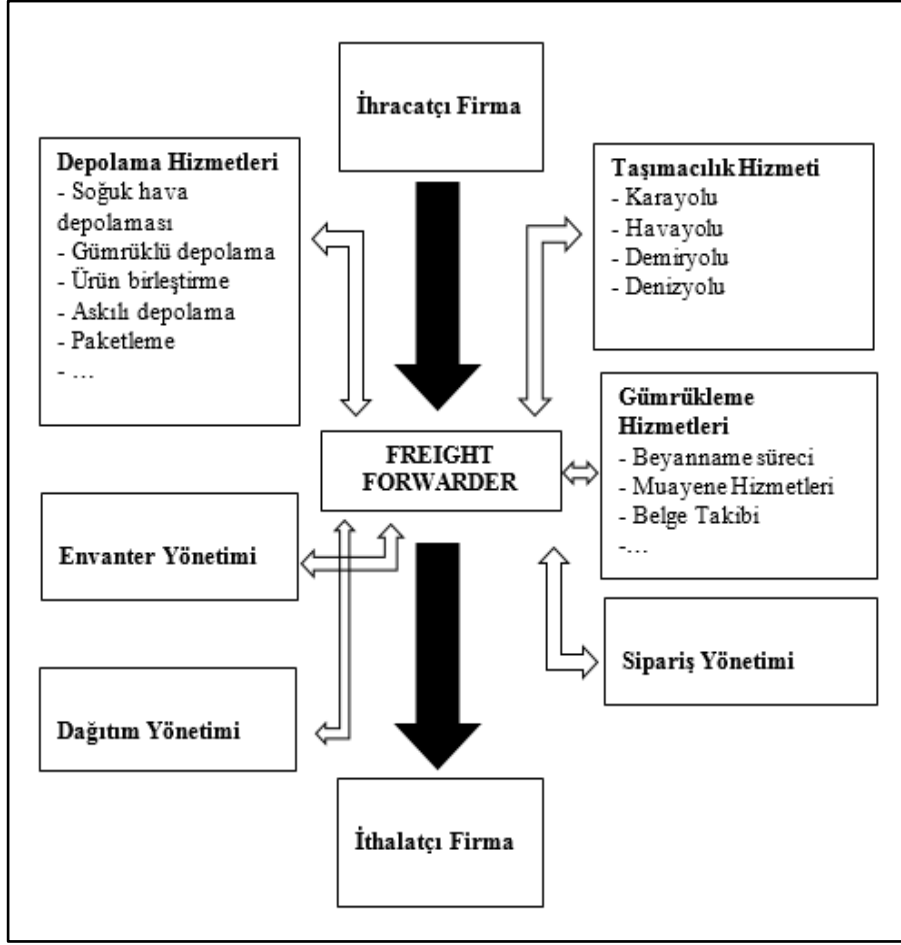 İhracatçı Firma
Depolama Hizmetleri
- Soğuk hava
depolaması
- Gümrüklü depolama
- Ürün birleştirme
- Askılı depolama
- Paketleme
- ...
Taşımacılık Hizmeti
- Karayolu
- Havayolu
- Demiryolu
- Denizyolu
FREIGHT
FORWARDER
Gümrükleme
Hizmetleri
- Beyanname süreci
- Muayene Hizmetleri
- Belge Takibi
-...
Envanter Yönetimi
Sipariş Yönetimi
Dağıtım Yönetimi
İthalatçı Firma